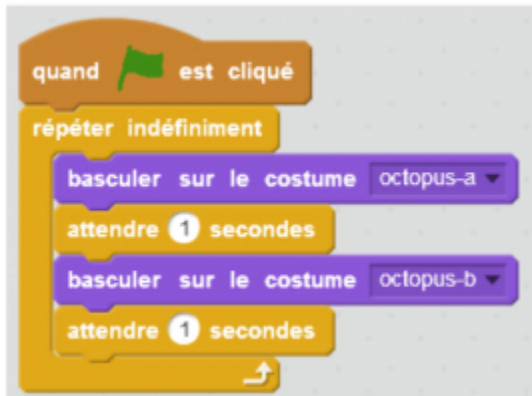 quand est cliqué
répéter indéfiniment
basculer sur le costume octopus-a
attendre 1 secondes
basculer sur le costume octopus-b
attendre 1 secondes